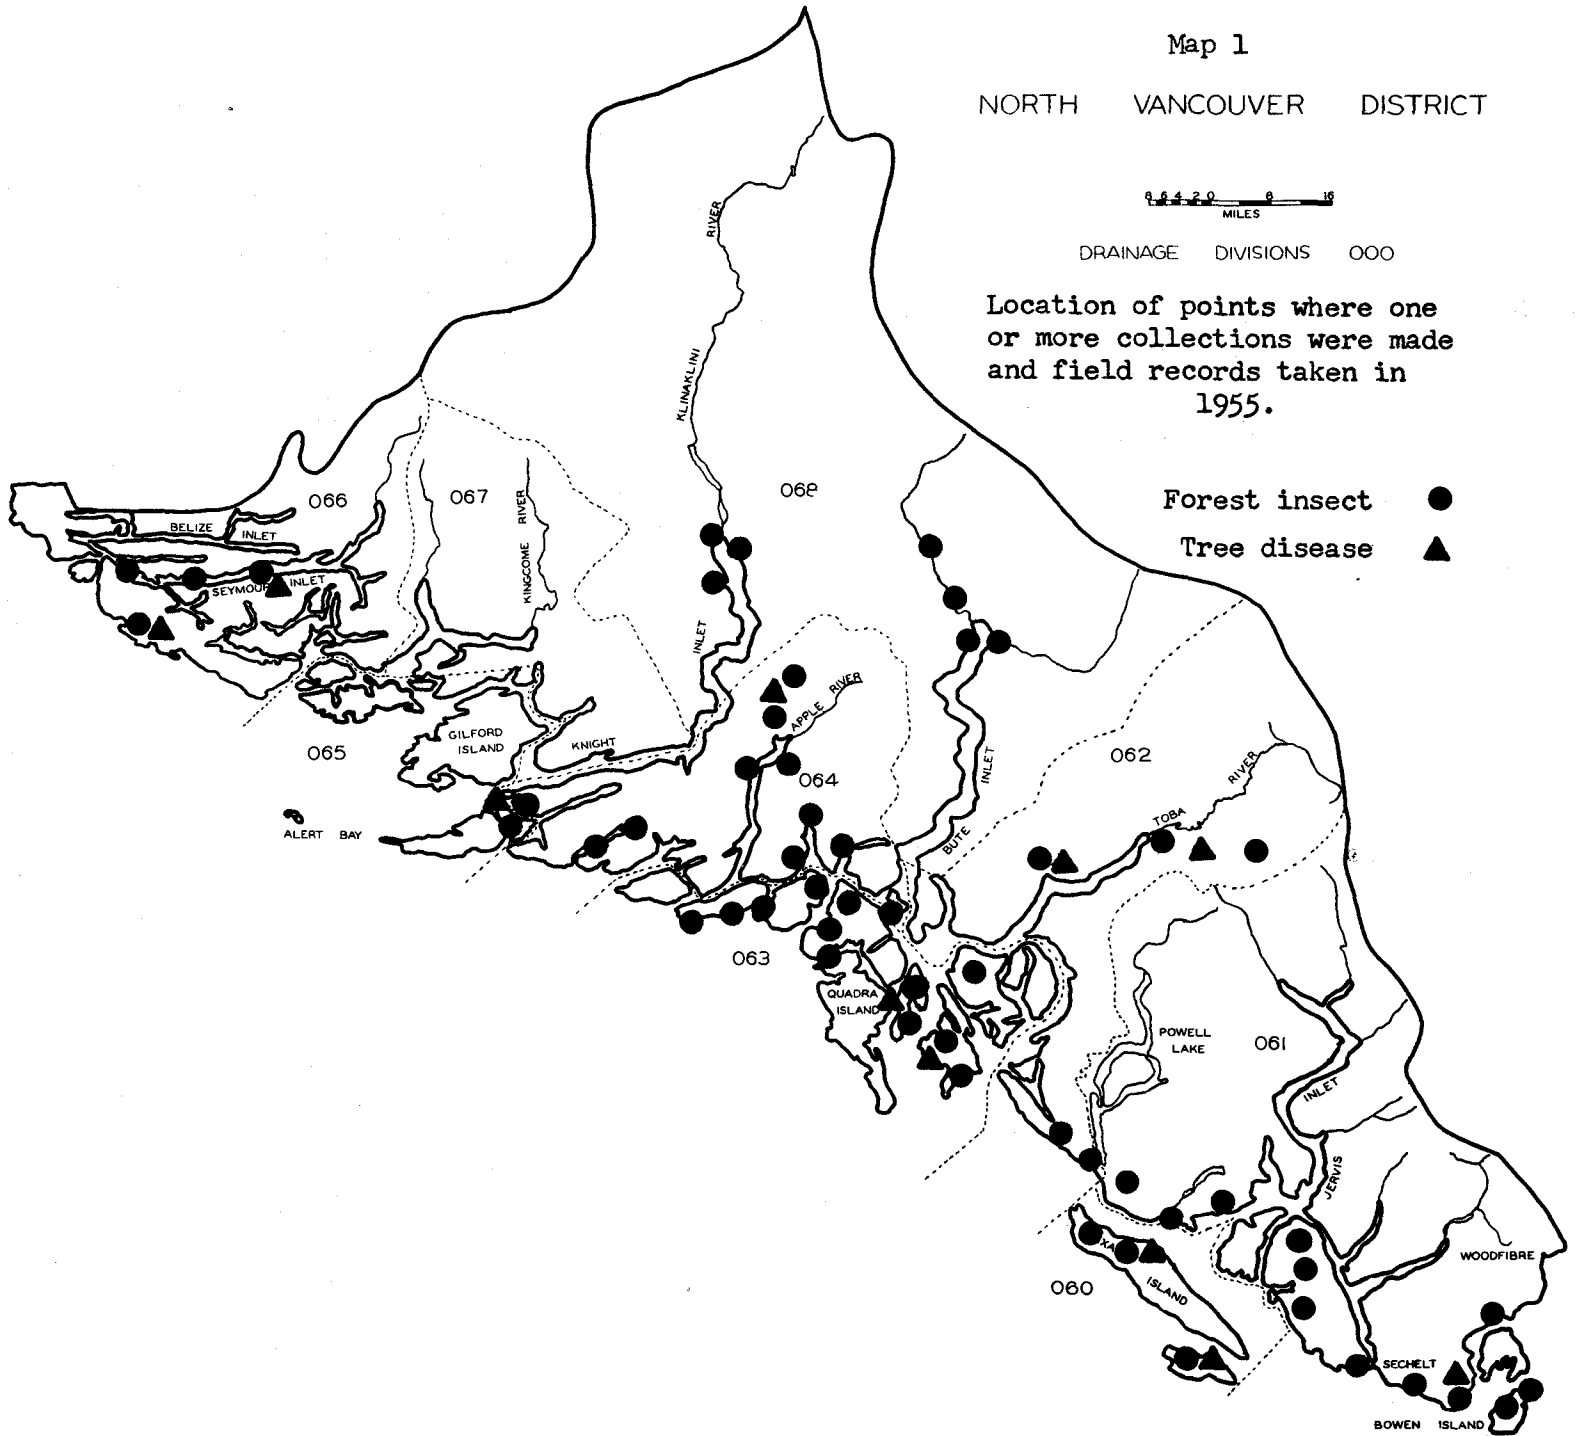 Map 1
NORTH VANCOUVER DISTRICT
8 6 4 2 0 8 16
MILES
DRAINAGE DIVISIONS 000
Location of points where one
or more collections were made
and field records taken in
1955.
Forest insect
Tree disease
RIVER
KLINAKLINI
066
067
068
BELIZE
INLET
KINGCOME RIVER
SEYMOUR INLET
INLET
APPLE RIVER
GILFORD
ISLAND
KNIGHT
065
064
062
INLET
BUTE
TOBA
RIVER
ALERT BAY
063
QUADRA
ISLAND
POWELL
LAKE
061
INLET
JERVIS
060
ISLAND
WOODFIBRE
SECHELT
BOWEN ISLAND